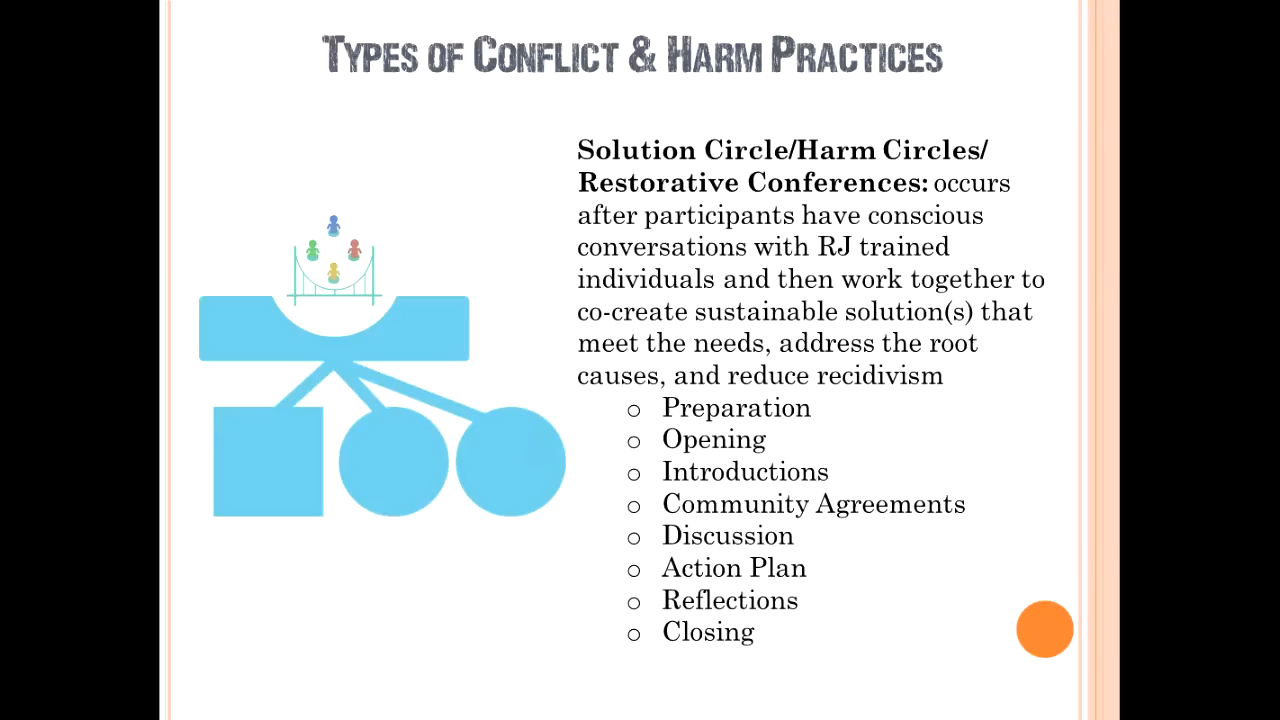 TYPES OF CONFLICT & HARM PRACTICES
Solution Circle/Harm Circles/
Restorative Conferences: occurs
after participants have conscious
conversations with RJ trained
individuals and then work together to
co-create sustainable solution(s) that
meet the needs, address the root
causes, and reduce recidivism
○ Preparation
○ Opening
○ Introductions
○ Community Agreements
○ Discussion
○ Action Plan
○ Reflections
○ Closing